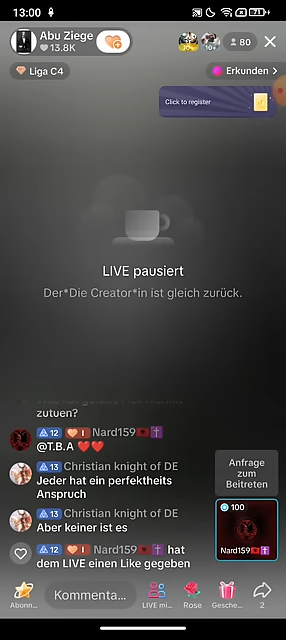 13:00
71
Abu Ziege
13.8K
10+
80
Liga C4
Erkunden
Click to register
LIVE pausiert
Der*Die Creator*in ist gleich zurück.
zutuen?
12 1 Nard159
@T.B.A
13 Christian knight of DE
Jeder hat ein perfektheits
Anspruch
13 Christian knight of DE
Aber keiner ist es
12 1 Nard159 hat
dem LIVE einen Like gegeben
Anfrage
zum
Beitreten
100
Nard159
Abonn...
Kommenta...
LIVE mi...
Rose
Gesche...
2